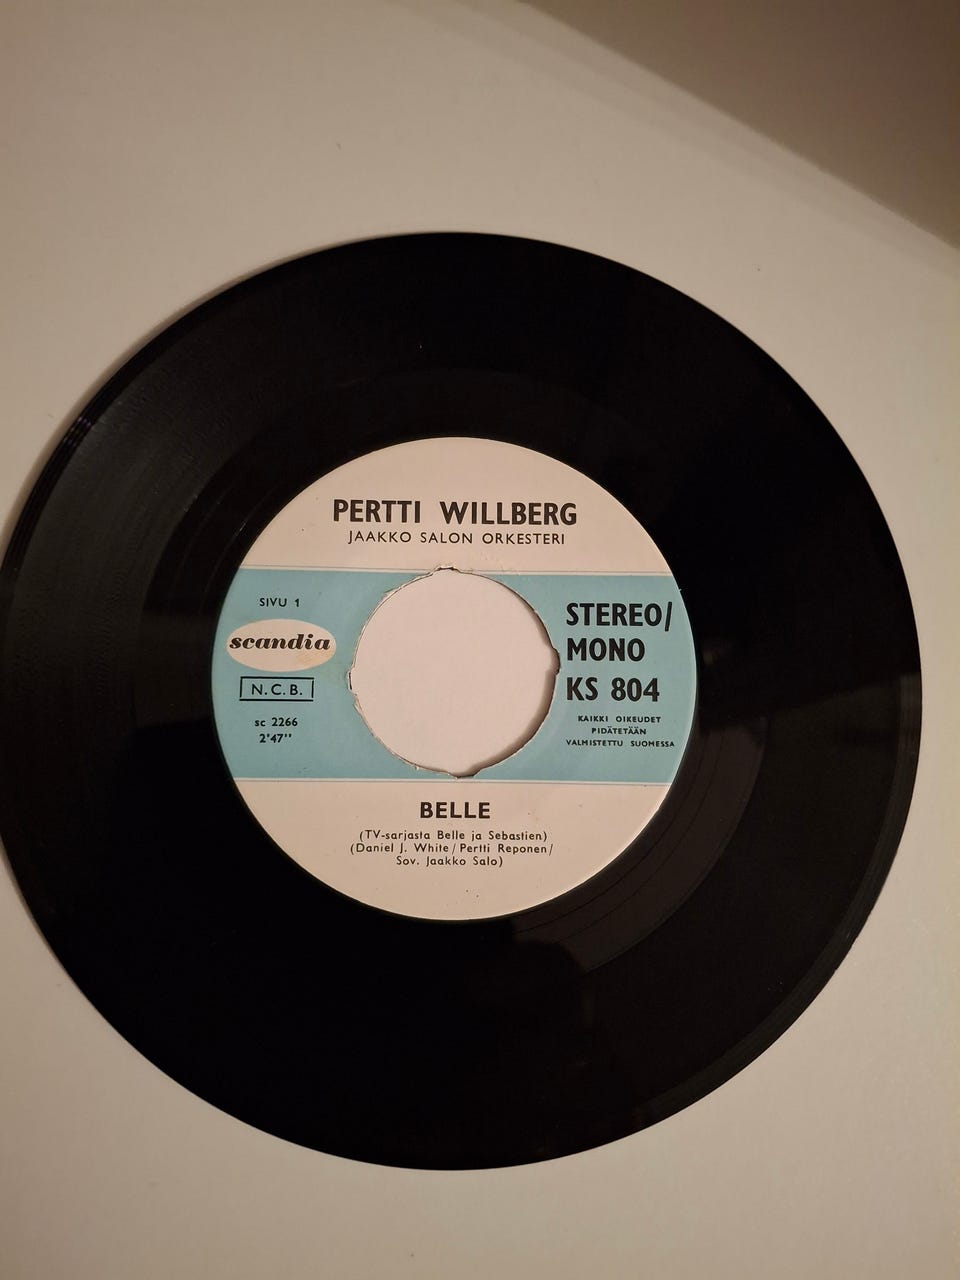 PERTTI WILLBERG
JAAKKO SALON ORKESTERI
SIVU 1
scandia
N.C.B.
sc 2266
2'47''
STEREO/
MONO
KS 804
KAIKKI OIKEUDET
PIDÄTETÄÄN
VALMISTETTU SUOMESSA
BELLE
(TV-sarjasta Belle ja Sebastien)
(Daniel J. White/Pertti Reponen/
Sov. Jaakko Salo)